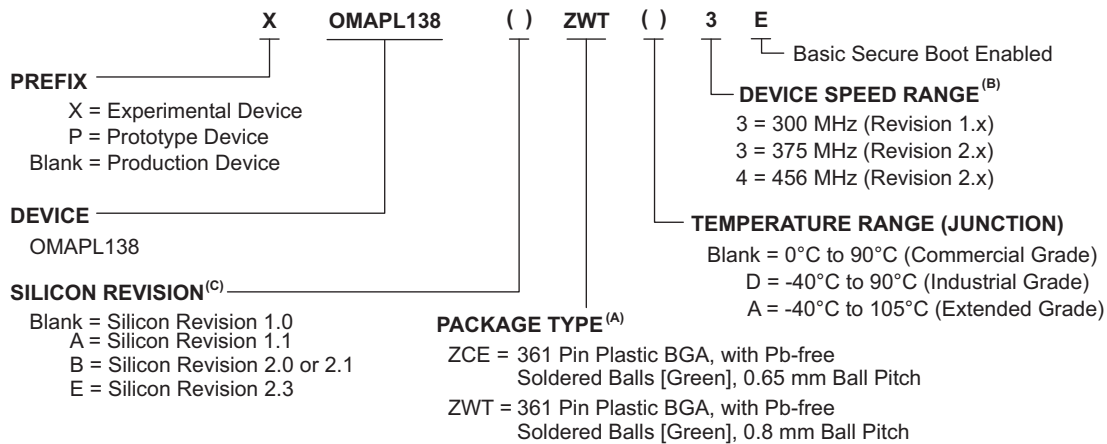 X OMAPL138 ( ) ZWT ( ) 3 E
Basic Secure Boot Enabled
PREFIX
X = Experimental Device
P = Prototype Device
Blank = Production Device
DEVICE SPEED RANGE (B)
3 = 300 MHz (Revision 1.x)
3 = 375 MHz (Revision 2.x)
4 = 456 MHz (Revision 2.x)
DEVICE
OMAPL138
TEMPERATURE RANGE (JUNCTION)
Blank = 0°C to 90°C (Commercial Grade)
D = -40°C to 90°C (Industrial Grade)
A = -40°C to 105°C (Extended Grade)
SILICON REVISION(C)
Blank = Silicon Revision 1.0
A = Silicon Revision 1.1
B = Silicon Revision 2.0 or 2.1
E = Silicon Revision 2.3
PACKAGE TYPE (A)
ZCE = 361 Pin Plastic BGA, with Pb-free
Soldered Balls [Green], 0.65 mm Ball Pitch
ZWT = 361 Pin Plastic BGA, with Pb-free
Soldered Balls [Green], 0.8 mm Ball Pitch